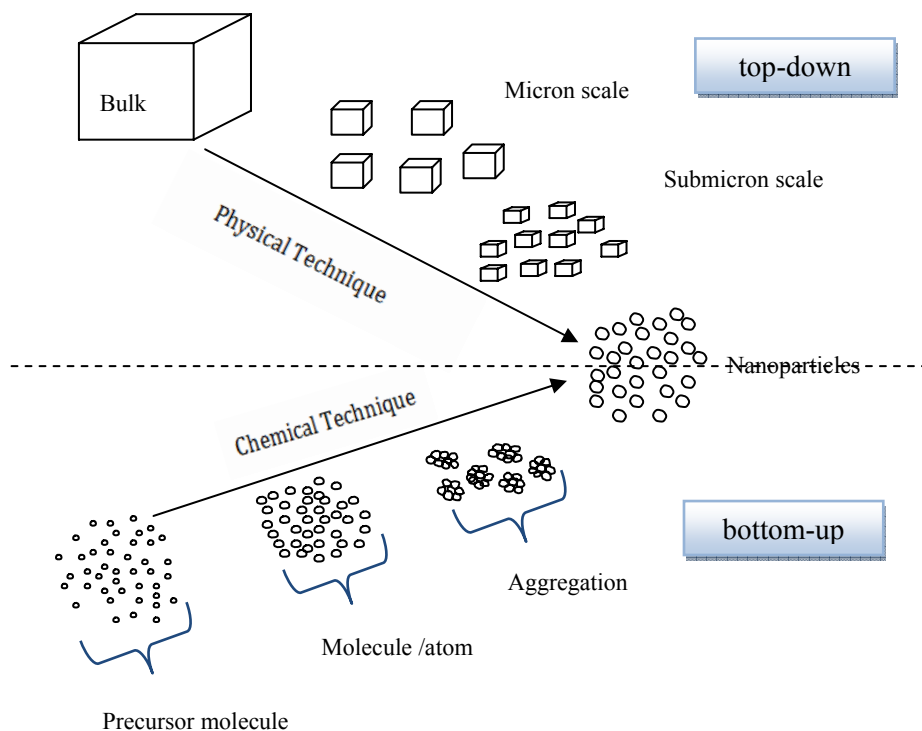 top-down
Micron scale
Bulk
Submicron scale
Physical Technique
Nanoparticles
Chemical Technique
bottom-up
Aggregation
Molecule /atom
Precursor molecule